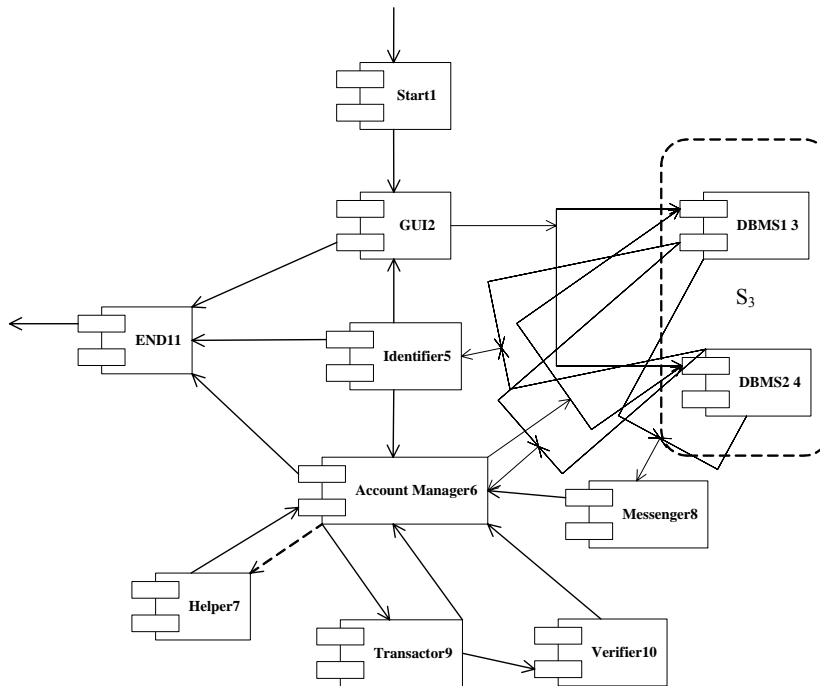 Start1
GUI2
DBMS1 3
S3
END11
Identifier5
DBMS2 4
Account Manager6
Messenger8
Helper7
Transactor9
Verifier10